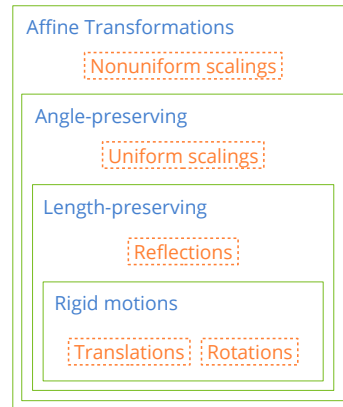 Affine Transformations
Nonuniform scalings
Angle-preserving
Uniform scalings
Length-preserving
Reflections
Rigid motions
Translations Rotations